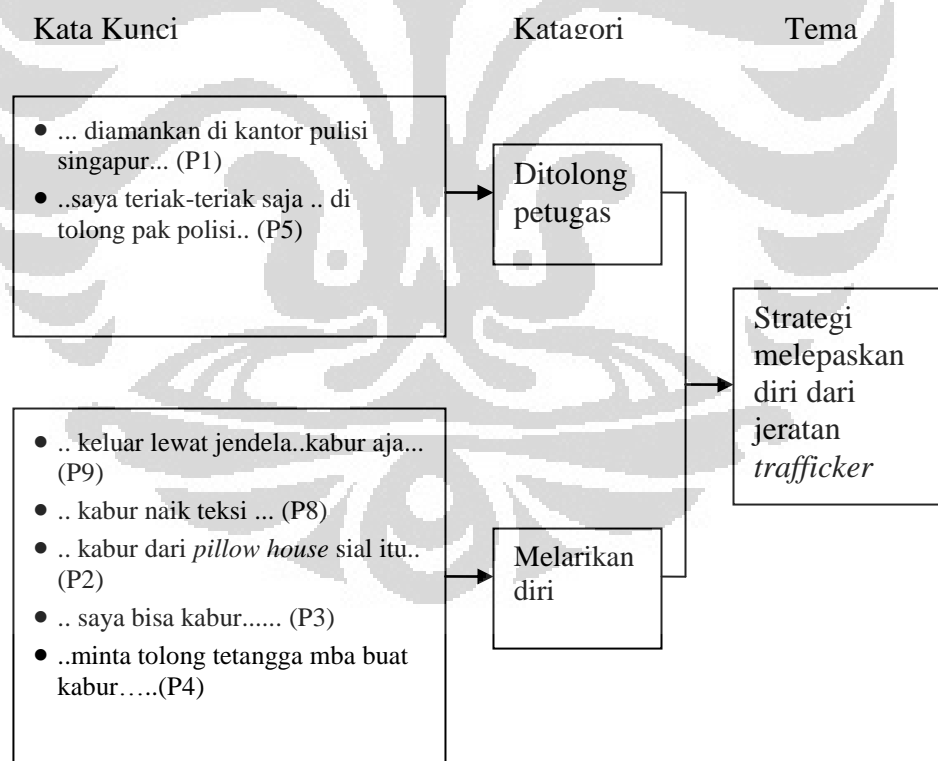 Kata Kunci
Katagori
Tema
• ... diamankan di kantor pulisi
singapur... (P1)
• ..saya teriak-teriak saja .. di
tolong pak polisi.. (P5)
Ditolong
petugas
Strategi
melepaskan
diri dari
jeratan
trafficker
• .. keluar lewat jendela..kabur aja...
(P9)
• .. kabur naik teksi ... (P8)
• .. kabur dari pillow house sial itu..
(P2)
• .. saya bisa kabur...... (P3)
• ..minta tolong tetangga mba buat
kabur…..(P4)
Melarikan
diri